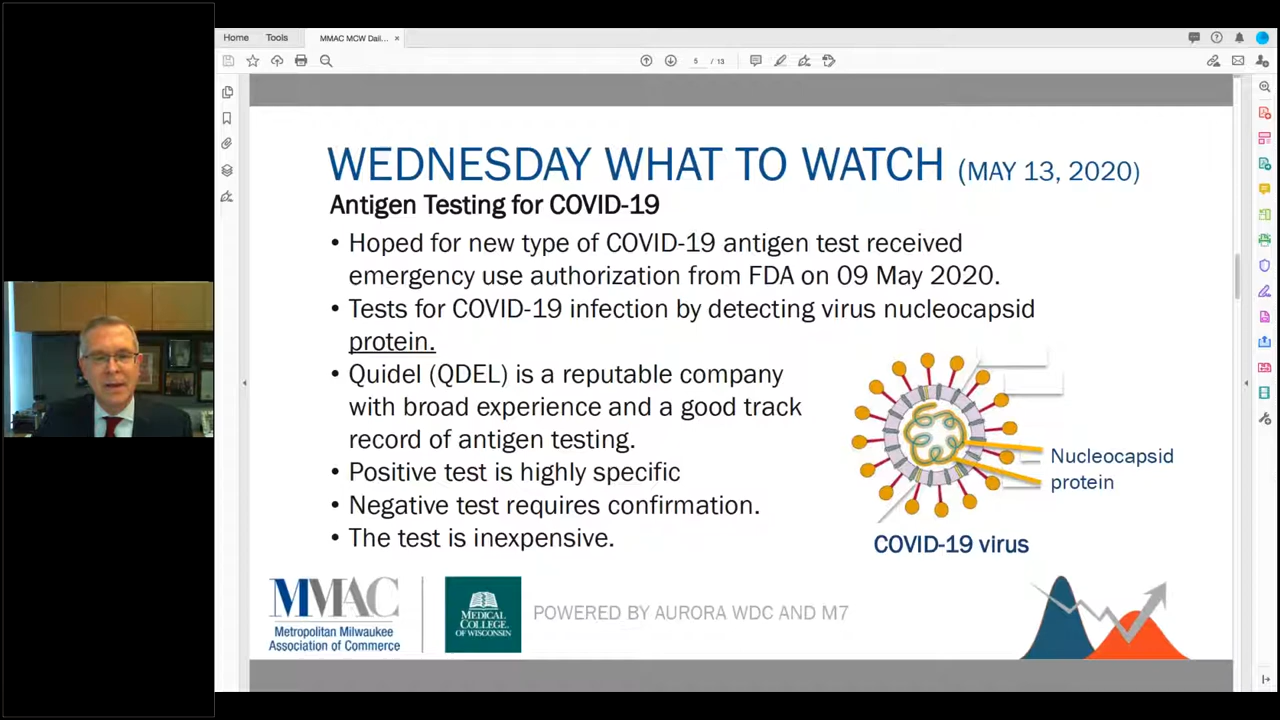 Home
Tools
MMAC MCW Dail... ×
5 / 13
WEDNESDAY WHAT TO WATCH (MAY 13, 2020)
Antigen Testing for COVID-19
• Hoped for new type of COVID-19 antigen test received
emergency use authorization from FDA on 09 May 2020.
• Tests for COVID-19 infection by detecting virus nucleocapsid
protein.
• Quidel (QDEL) is a reputable company
with broad experience and a good track
record of antigen testing.
• Positive test is highly specific
• Negative test requires confirmation.
• The test is inexpensive.
Nucleocapsid
protein
COVID-19 virus
MMAC
Metropolitan Milwaukee
Association of Commerce
MEDICAL
COLLEGE
OF WISCONSIN
POWERED BY AURORA WDC AND M7